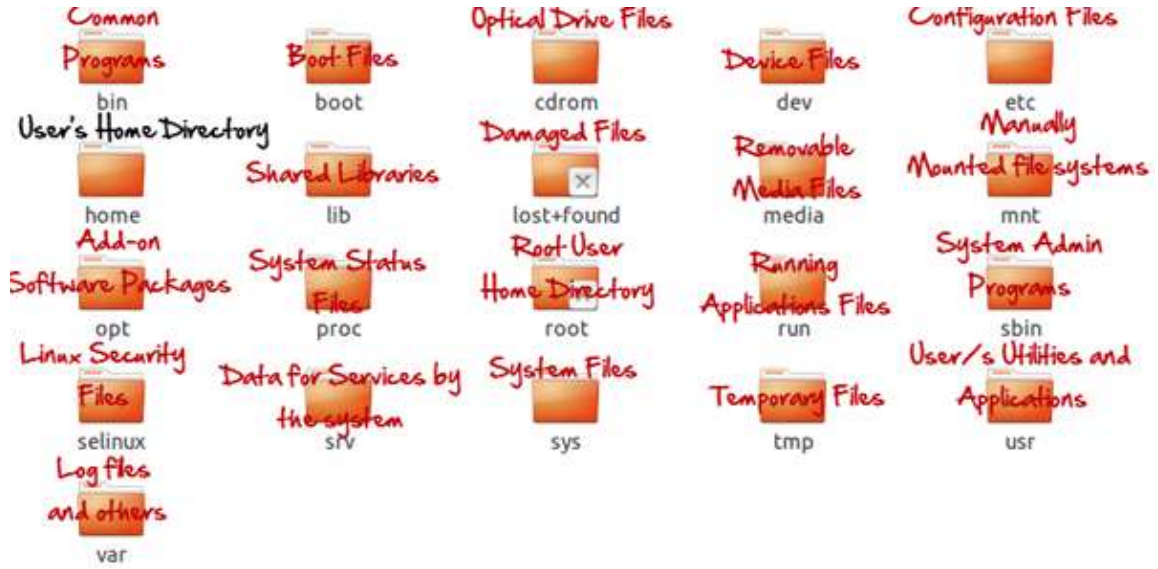 Common
Programs
bin
Boot Files
boot
Optical Drive Files
cdrom
Device Files
dev
Configuration Files
etc
User's Home Directory
home
Shared Libraries
lib
Damaged Files
lost+found
Removable
Media Files
media
Manually
Mounted file systems
mnt
Add-on
Software Packages
opt
System Status
Files
proc
Root User
Home Directory
root
Running
Applications Files
run
System Admin
Programs
sbin
Linux Security
Files
selinux
Data for Services by
the system
srv
System Files
sys
Temporary Files
tmp
User/s Utilities and
Applications
usr
Log files
and others
var